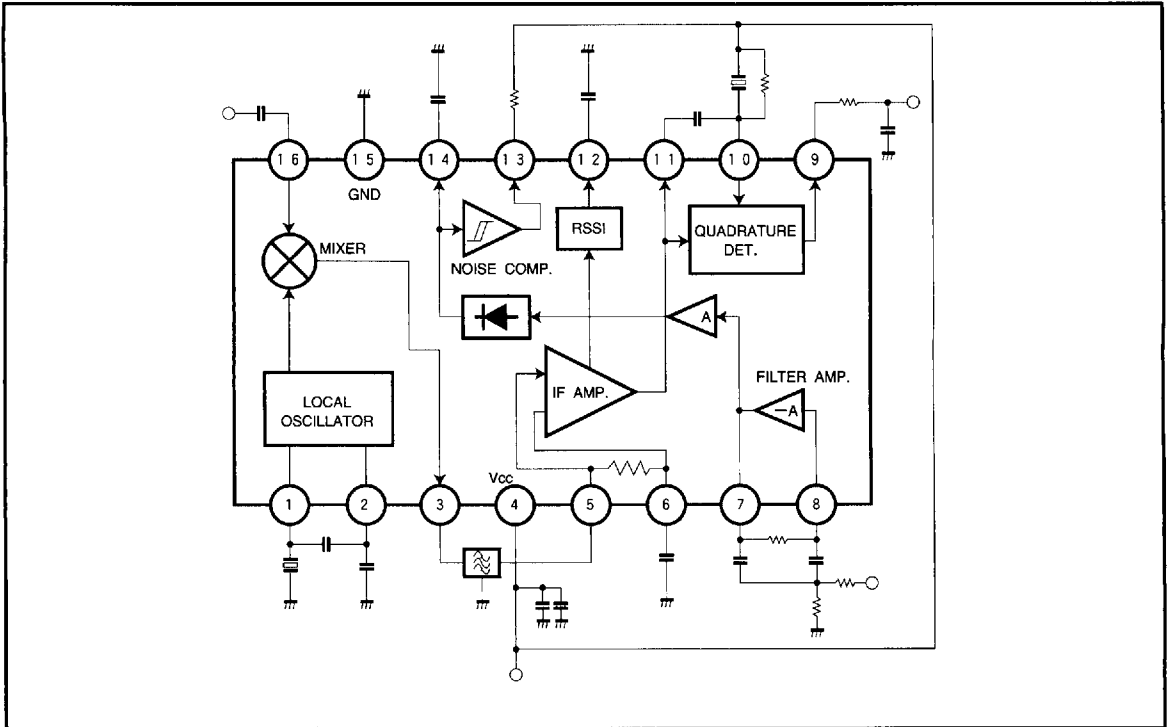 16 15 14 13 12 11 10 9
GND
MIXER
NOISE COMP.
RSSI
QUADRATURE
DET.
A
IF AMP.
FILTER AMP.
−A
LOCAL
OSCILLATOR
Vcc
1 2 3 4 5 6 7 8